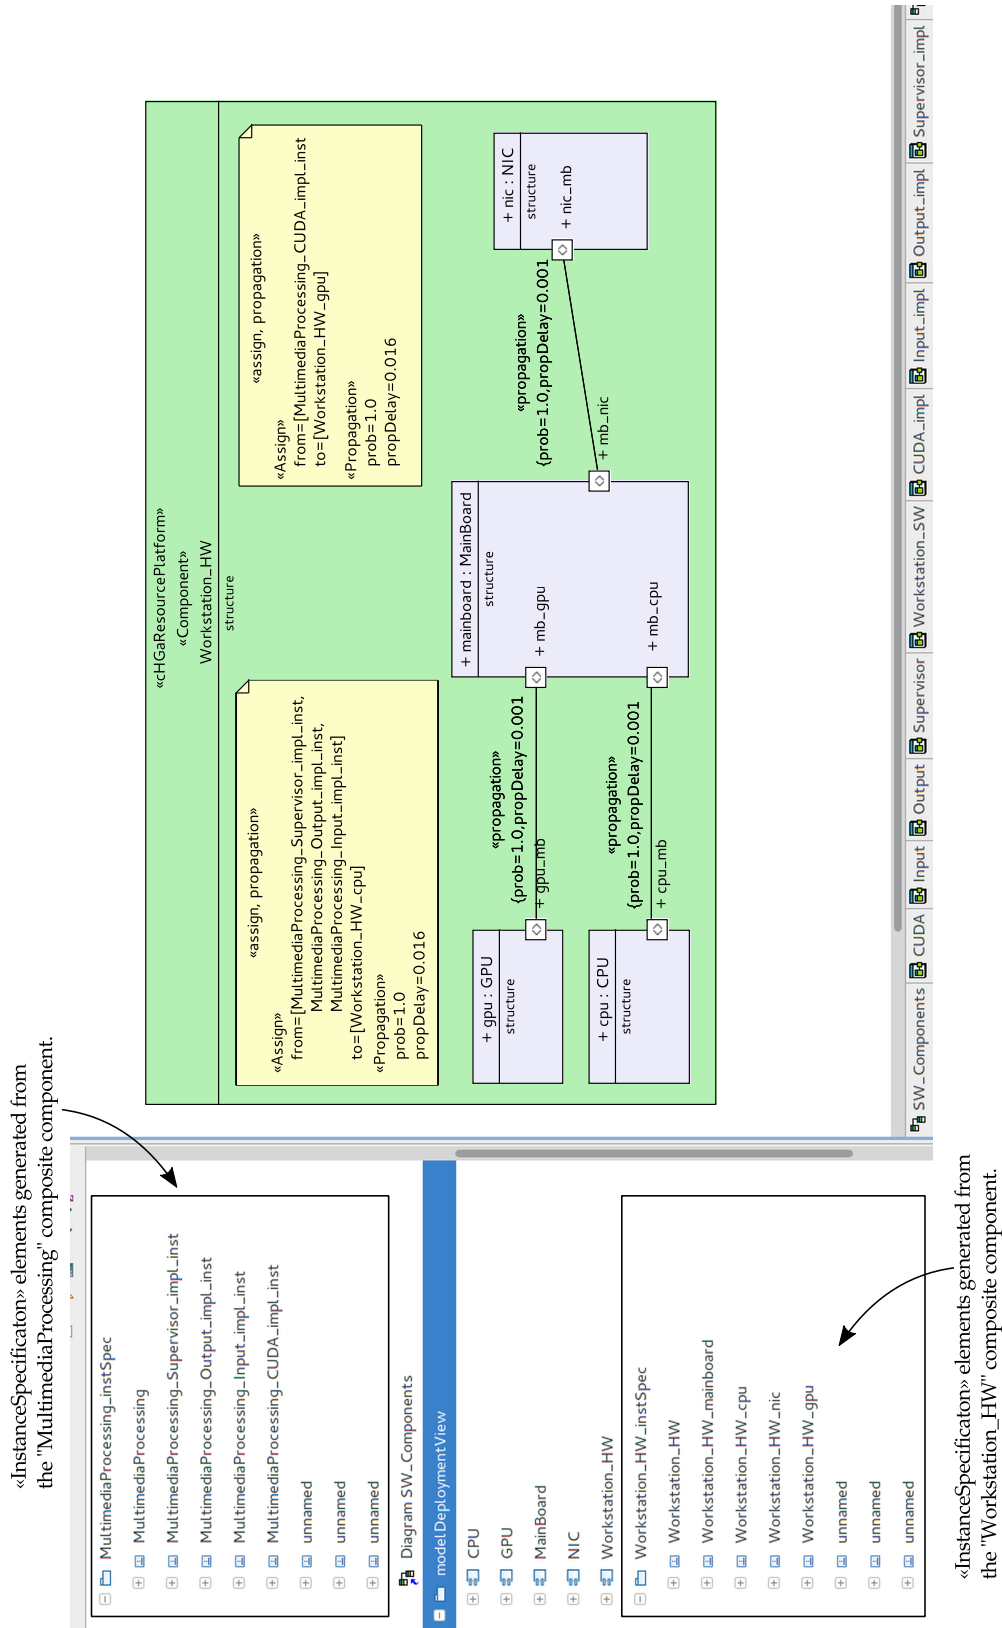 «InstanceSpecificaton» elements generated from
the "MultimediaProcessing" composite component.
MultimediaProcessing_instSpec
MultimediaProcessing
MultimediaProcessing_Supervisor_impl_inst
MultimediaProcessing_Output_impl_inst
MultimediaProcessing_Input_impl_inst
MultimediaProcessing_CUDA_impl_inst
unnamed
unnamed
unnamed
Diagram SW_Components
modelDeploymentView
CPU
GPU
MainBoard
NIC
Workstation_HW
Workstation_HW_instSpec
Workstation_HW
Workstation_HW_mainboard
Workstation_HW_cpu
Workstation_HW_nic
Workstation_HW_gpu
unnamed
unnamed
unnamed
«InstanceSpecificaton» elements generated from
the "Workstation_HW" composite component.
«cHGaResourcePlatform»
«Component»
Workstation_HW
structure
«assign, propagation»
«Assign»
from=[MultimediaProcessing_Supervisor_impl_inst,
MultimediaProcessing_Output_impl_inst,
MultimediaProcessing_Input_impl_inst]
to=[Workstation_HW_cpu]
«Propagation»
prob=1.0
propDelay=0.016
«assign, propagation»
«Assign»
from=[MultimediaProcessing_CUDA_impl_inst
to=[Workstation_HW_gpu]
«Propagation»
prob=1.0
propDelay=0.016
+ gpu : GPU
structure
+ gpu_mb
«propagation»
{prob=1.0,propDelay=0.001
+ cpu : CPU
structure
+ cpu_mb
«propagation»
{prob=1.0,propDelay=0.001
+ mainboard : MainBoard
structure
+ mb_gpu
+ mb_cpu
+ mb_nic
«propagation»
{prob=1.0,propDelay=0.001
+ nic : NIC
structure
+ nic_mb
SW_Components
CUDA
Input
Output
Supervisor
Workstation_SW
CUDA_impl
Input_impl
Output_impl
Supervisor_impl